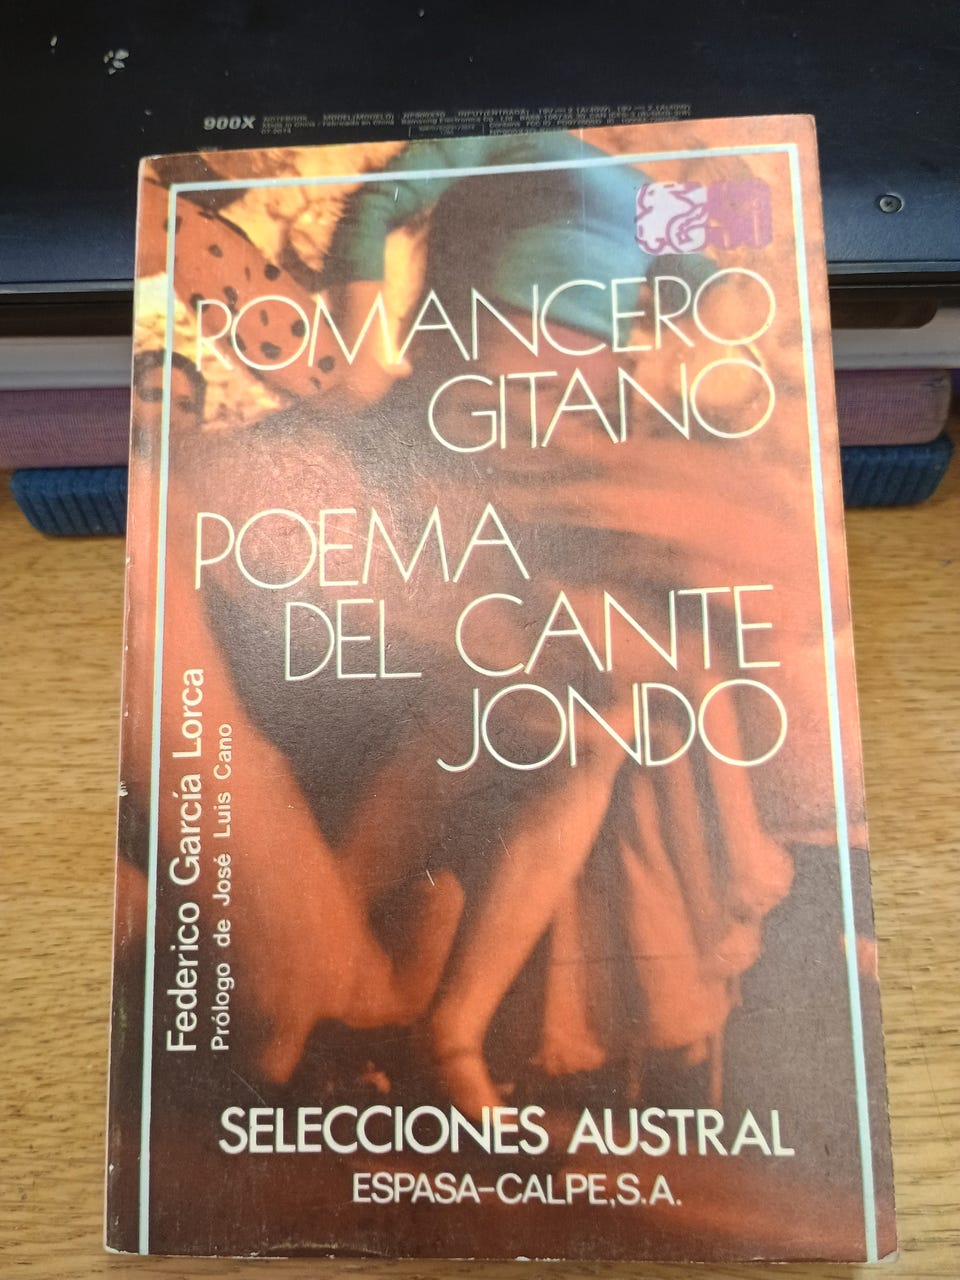 900X
ROMANCERO
GITANO
POEMA
DEL CANTE
JONDO
Federico García Lorca
Prólogo de José Luis Cano
SELECCIONES AUSTRAL
ESPASA-CALPE, S.A.